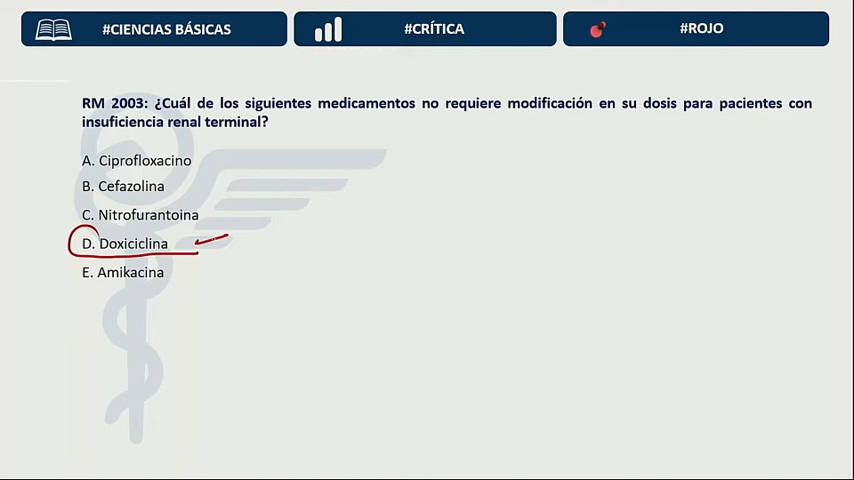 #CIENCIAS BÁSICAS
#CRÍTICA
#ROJO
RM 2003: ¿Cuál de los siguientes medicamentos no requiere modificación en su dosis para pacientes con
insuficiencia renal terminal?
A. Ciprofloxacino
B. Cefazolina
C. Nitrofurantoina
D. Doxiciclina
E. Amikacina